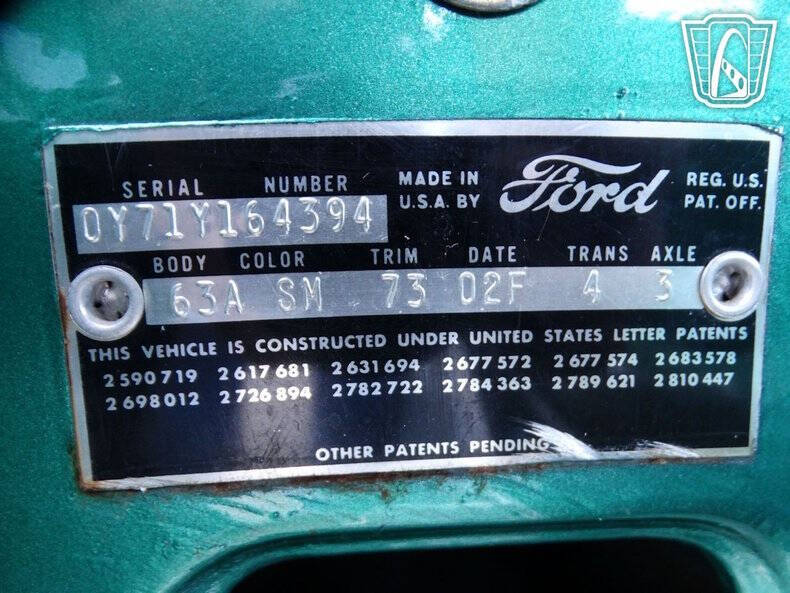 SERIAL NUMBER
0Y71Y164394
MADE IN
U.S.A. BY
Ford
REG. U.S.
PAT. OFF.
BODY COLOR TRIM DATE TRANS AXLE
63A SM 73 02F 4 3
THIS VEHICLE IS CONSTRUCTED UNDER UNITED STATES LETTER PATENTS
2590719 2617681 2631694 2677572 2677574 2683578
2698012 2726894 2782722 2784363 2789621 2810447
OTHER PATENTS PENDING